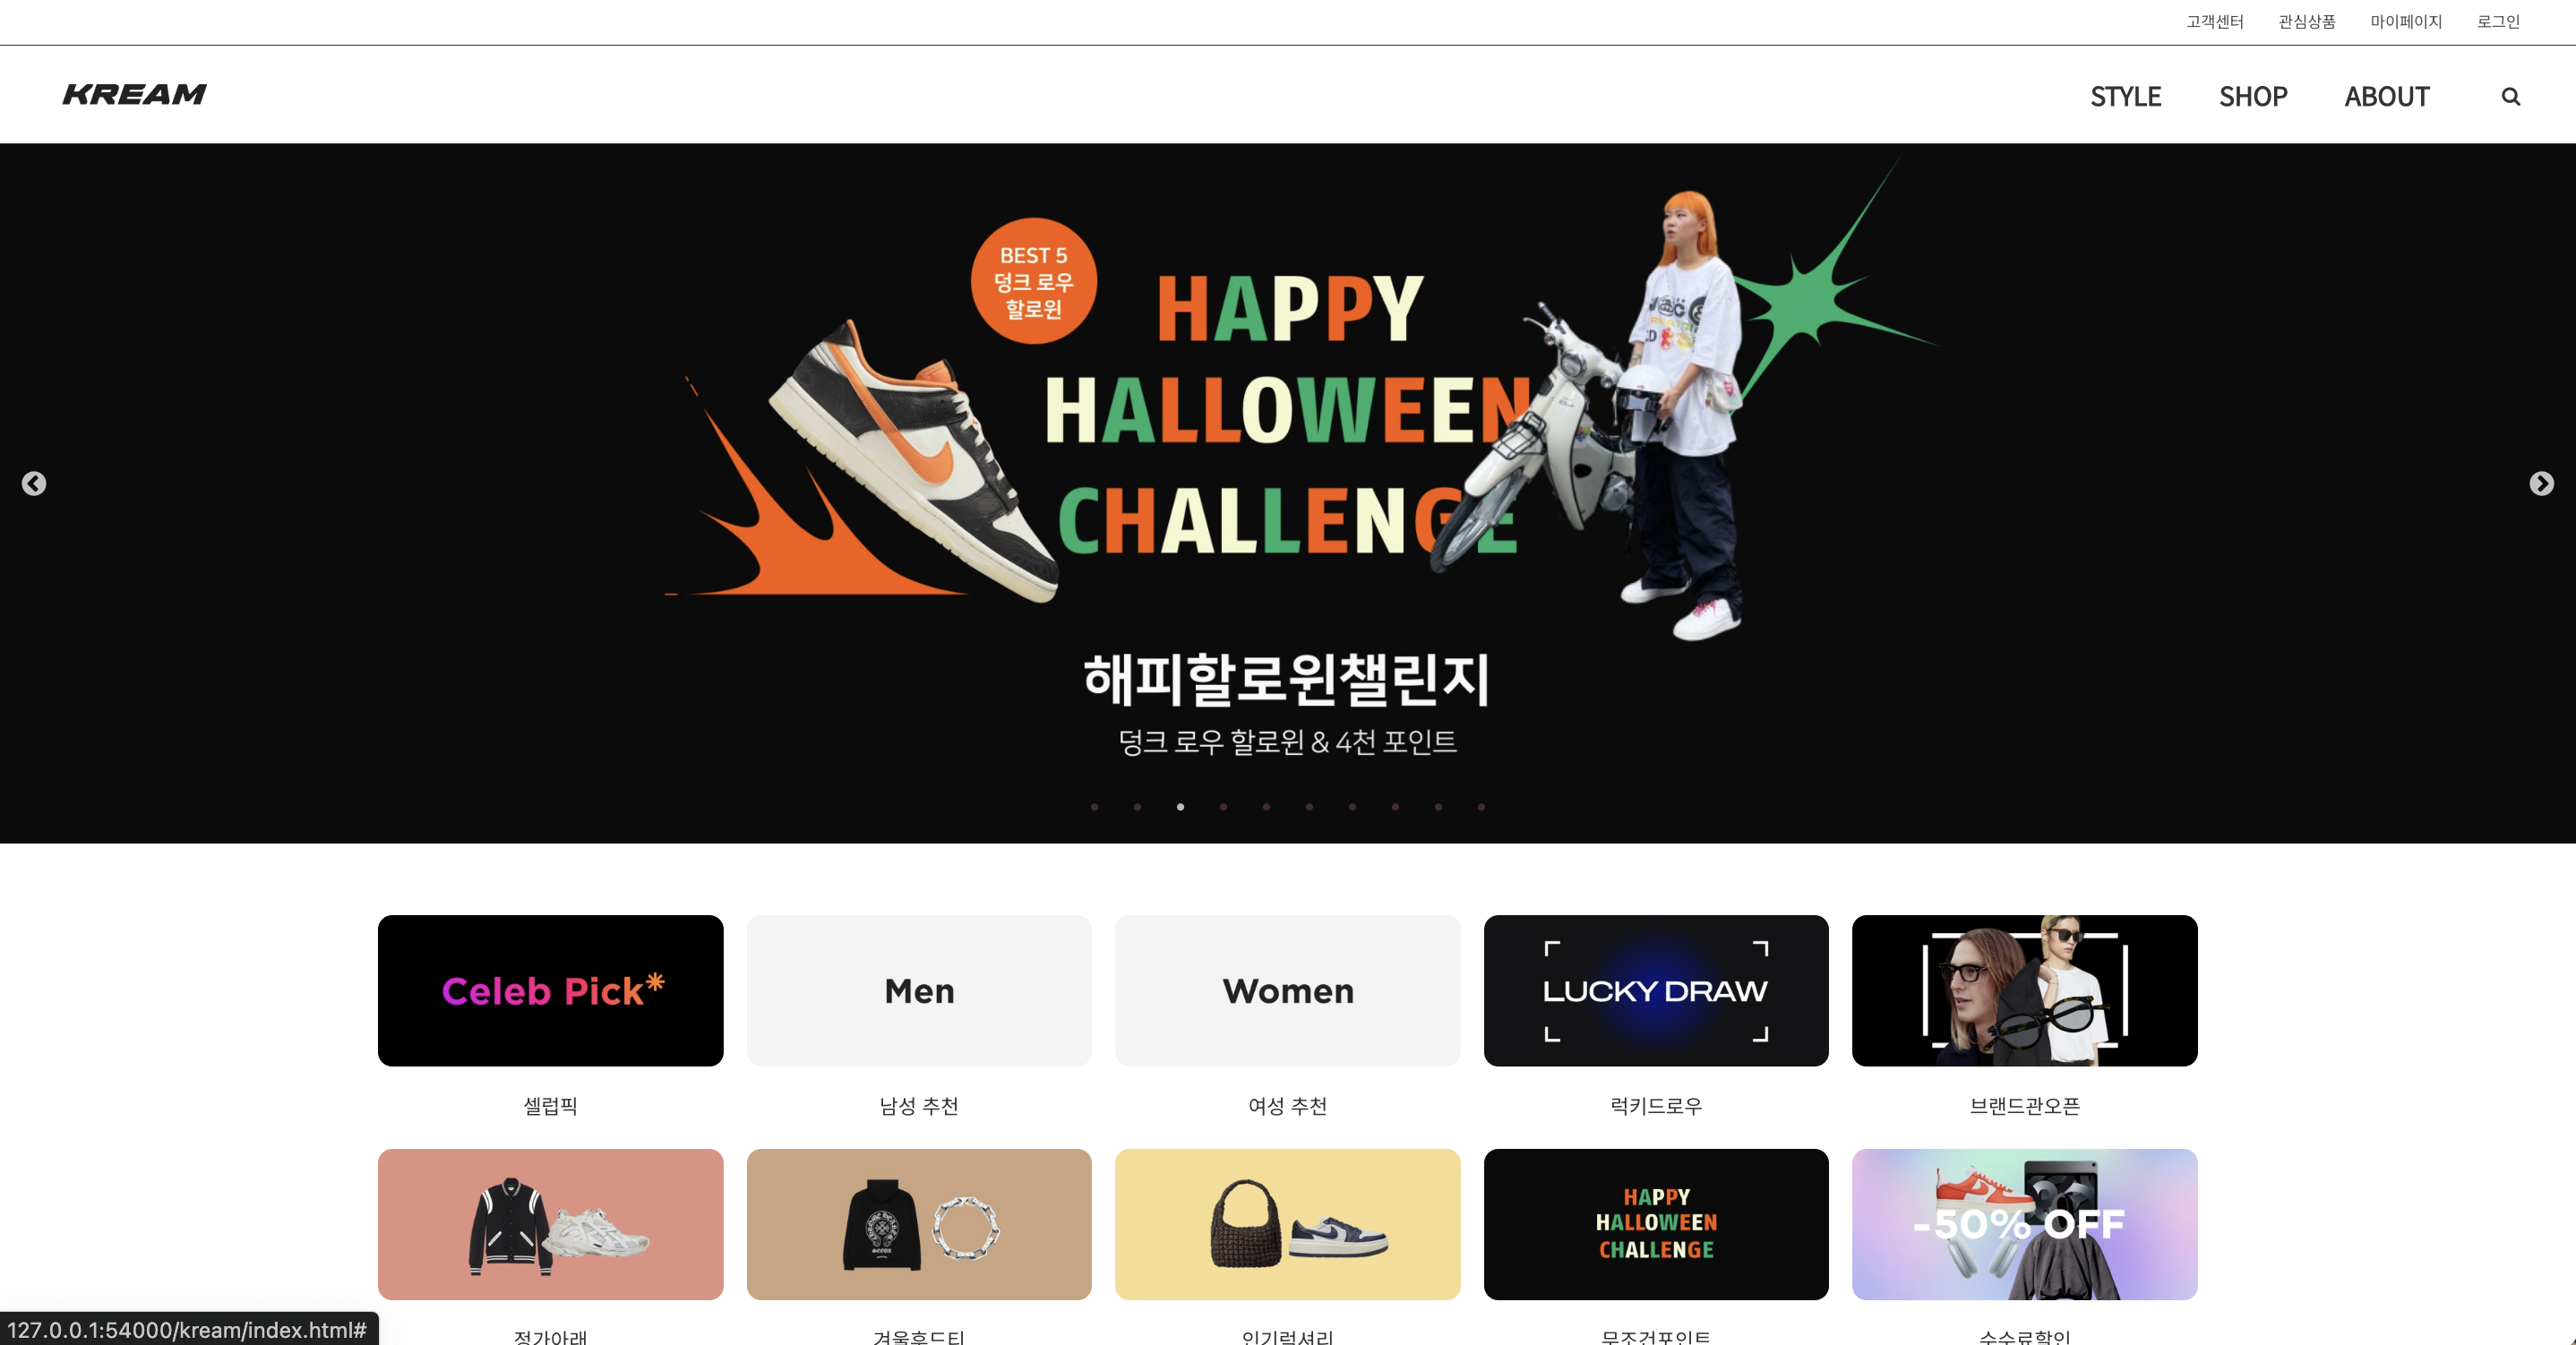 고객센터 관심상품 마이페이지 로그인
KREAM
STYLE SHOP ABOUT
BEST 5
덩크 로우
할로윈
HAPPY
HALLOWEEN
CHALLENGE
해피할로윈챌린지
덩크 로우 할로윈 & 4천 포인트
Celeb Pick*
Men
Women
LUCKY DRAW
셀럽픽
남성 추천
여성 추천
럭키드로우
브랜드관오픈
HAPPY
HALLOWEEN
CHALLENGE
-50% OFF
정가아래
겨울후드티
인기럭셔리
무조건포인트
수수료할인
127.0.0.1:54000/kream/index.html#